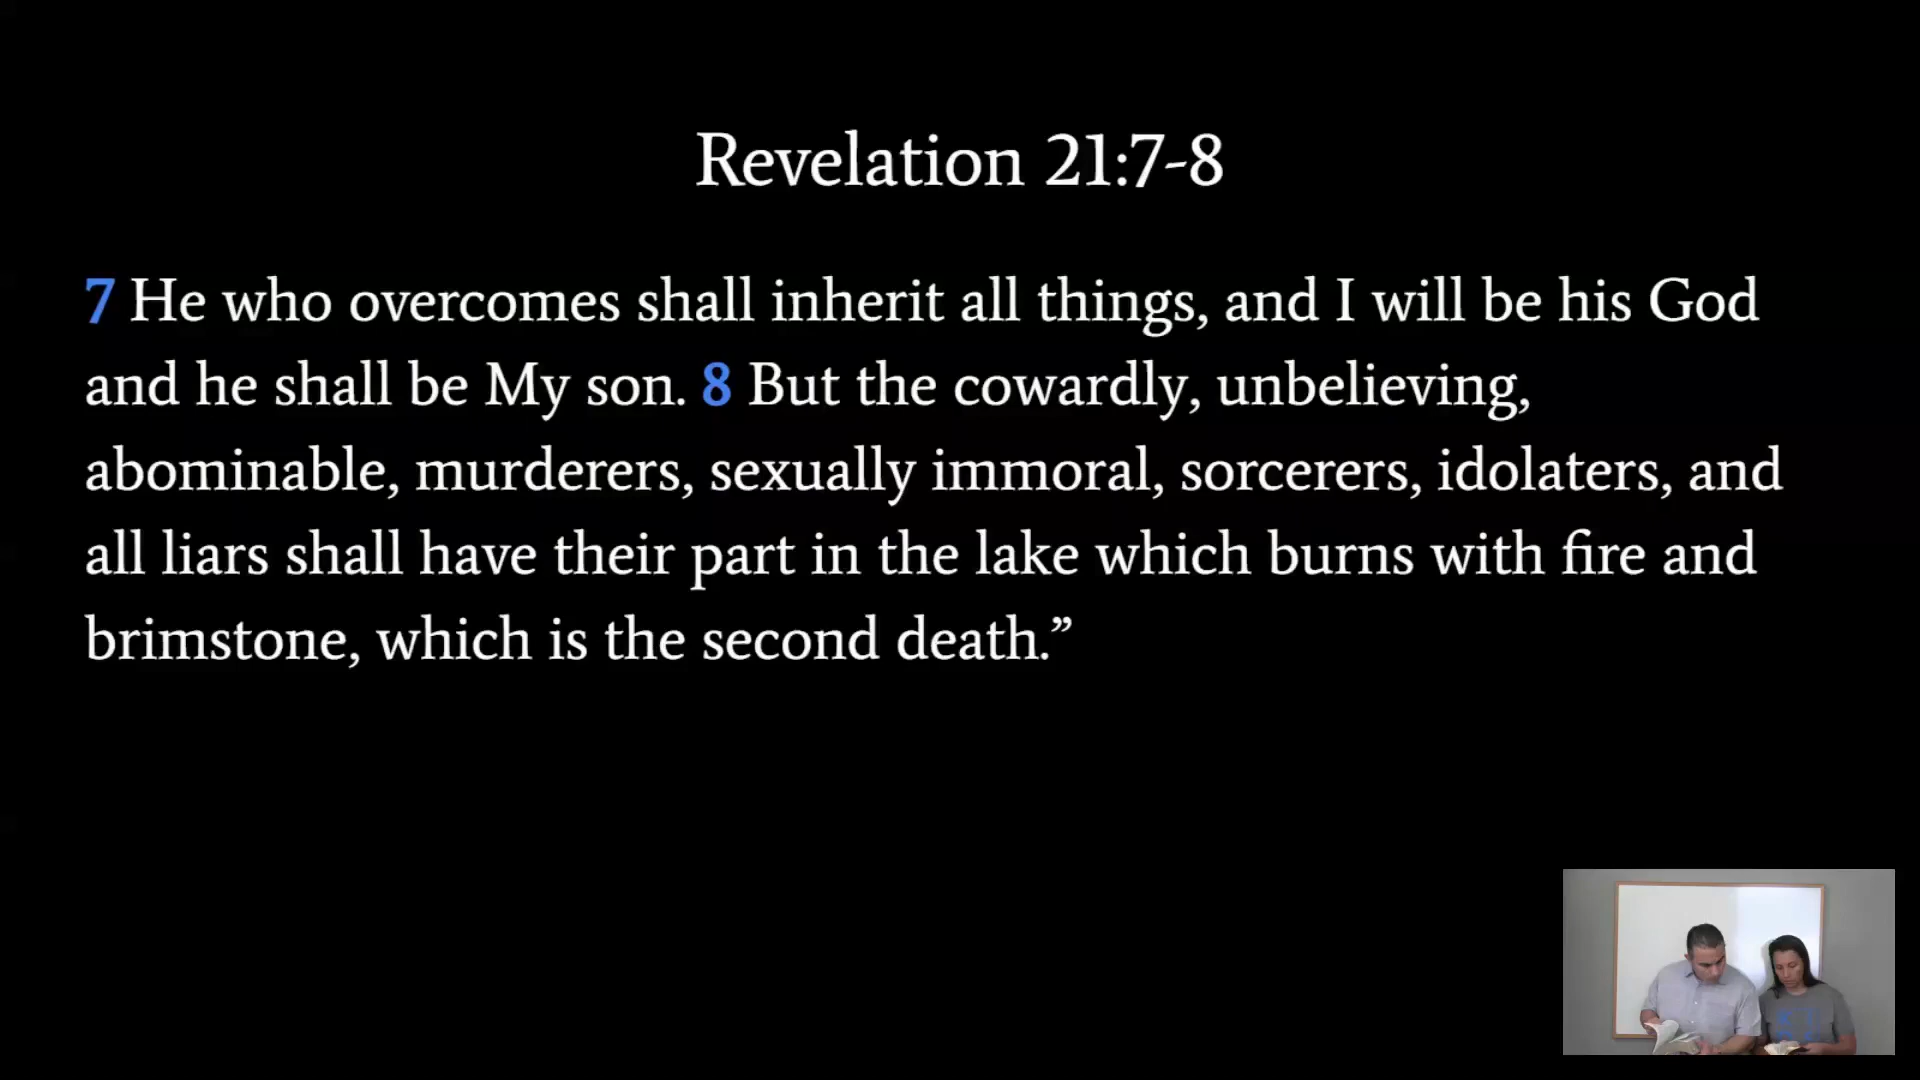 Revelation 21:7-8
7 He who overcomes shall inherit all things, and I will be his God
and he shall be My son. 8 But the cowardly, unbelieving,
abominable, murderers, sexually immoral, sorcerers, idolaters, and
all liars shall have their part in the lake which burns with fire and
brimstone, which is the second death.”